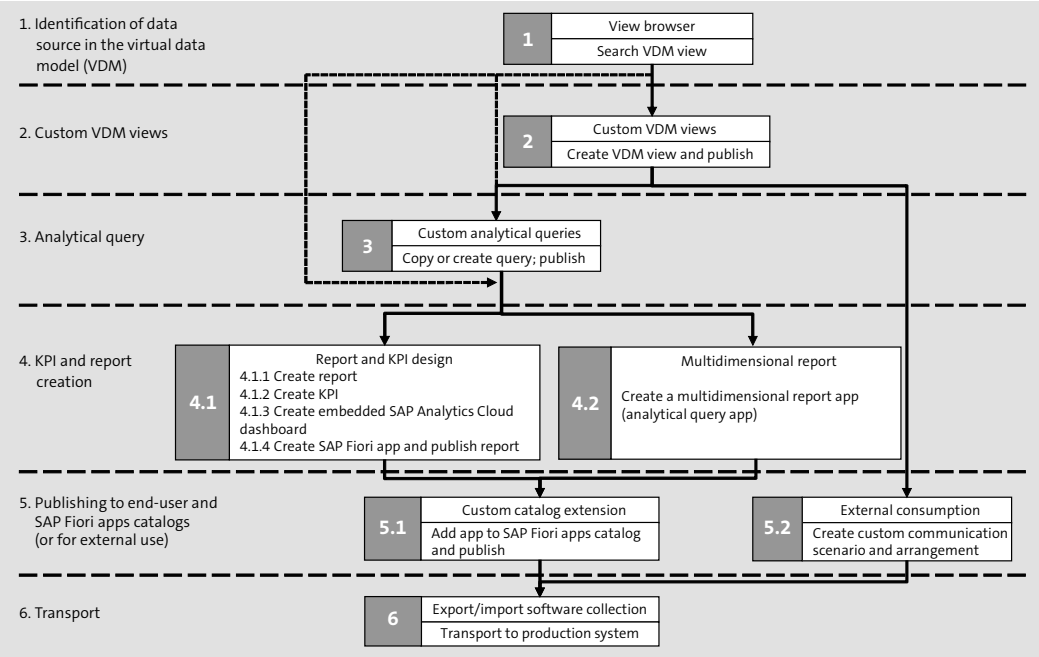 1. Identification of data
source in the virtual data
model (VDM)
1
View browser
Search VDM view
2. Custom VDM views
2
Custom VDM views
Create VDM view and publish
3. Analytical query
3
Custom analytical queries
Copy or create query; publish
4. KPI and report
creation
4.1
Report and KPI design
4.1.1 Create report
4.1.2 Create KPI
4.1.3 Create embedded SAP Analytics Cloud
dashboard
4.1.4 Create SAP Fiori app and publish report
4.2
Multidimensional report
Create a multidimensional report app
(analytical query app)
5. Publishing to end-user and
SAP Fiori apps catalogs
(or for external use)
5.1
Custom catalog extension
Add app to SAP Fiori apps catalog
and publish
5.2
External consumption
Create custom communication
scenario and arrangement
6. Transport
6
Export/import software collection
Transport to production system